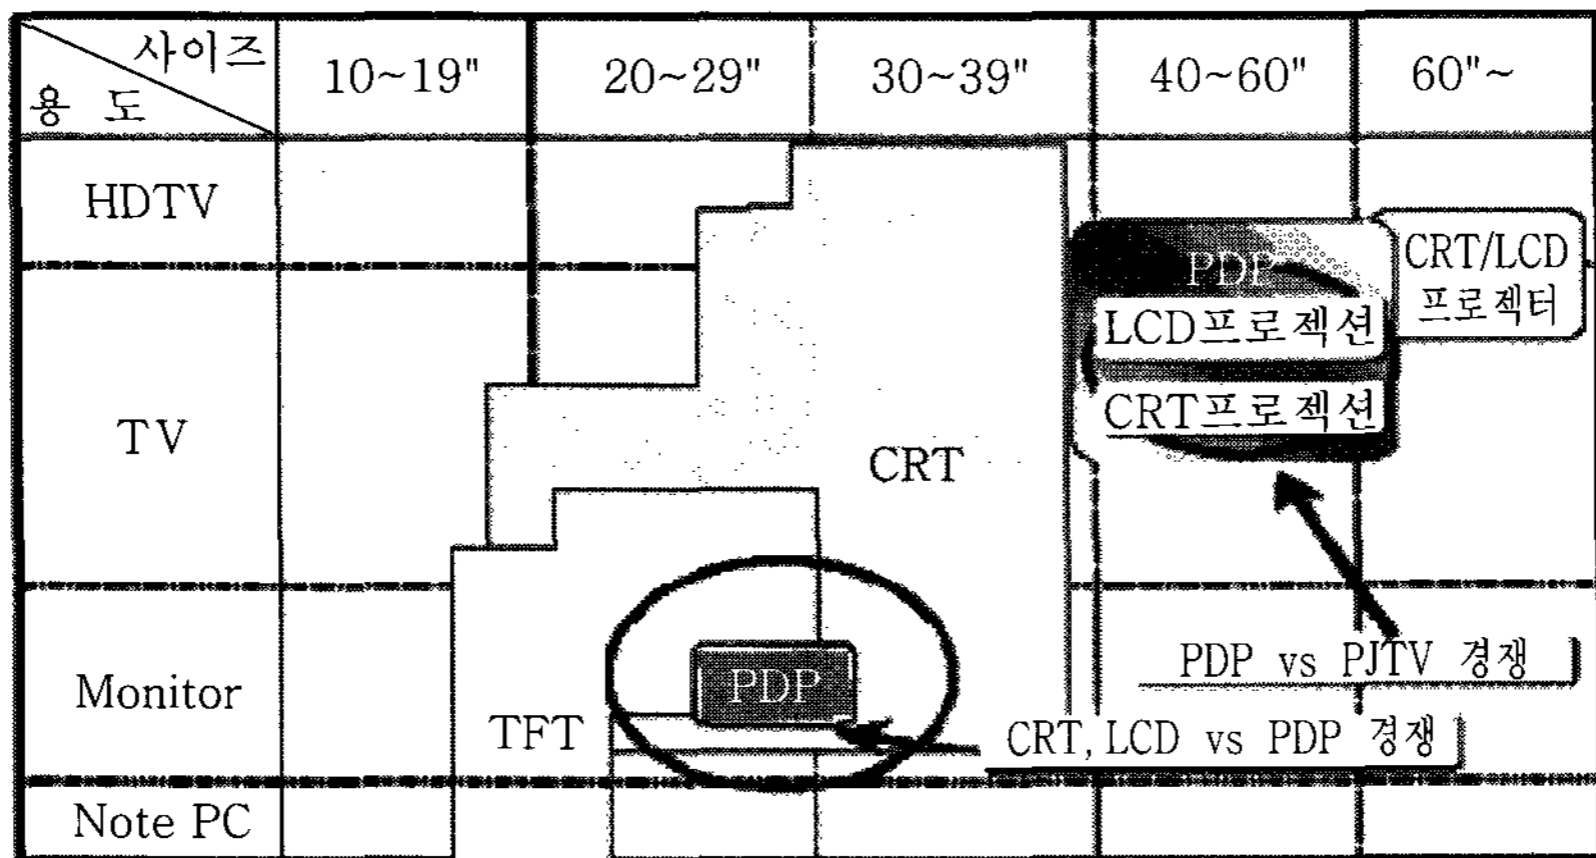 사이즈
용 도
10~19"
20~29"
30~39"
40~60"
60"~
HDTV
PDP
CRT/LCD
프로젝터
LCD프로젝션
TV
CRT프로젝션
CRT
PDP vs PJTV 경쟁
Monitor
PDP
TFT
CRT, LCD vs PDP 경쟁
Note PC